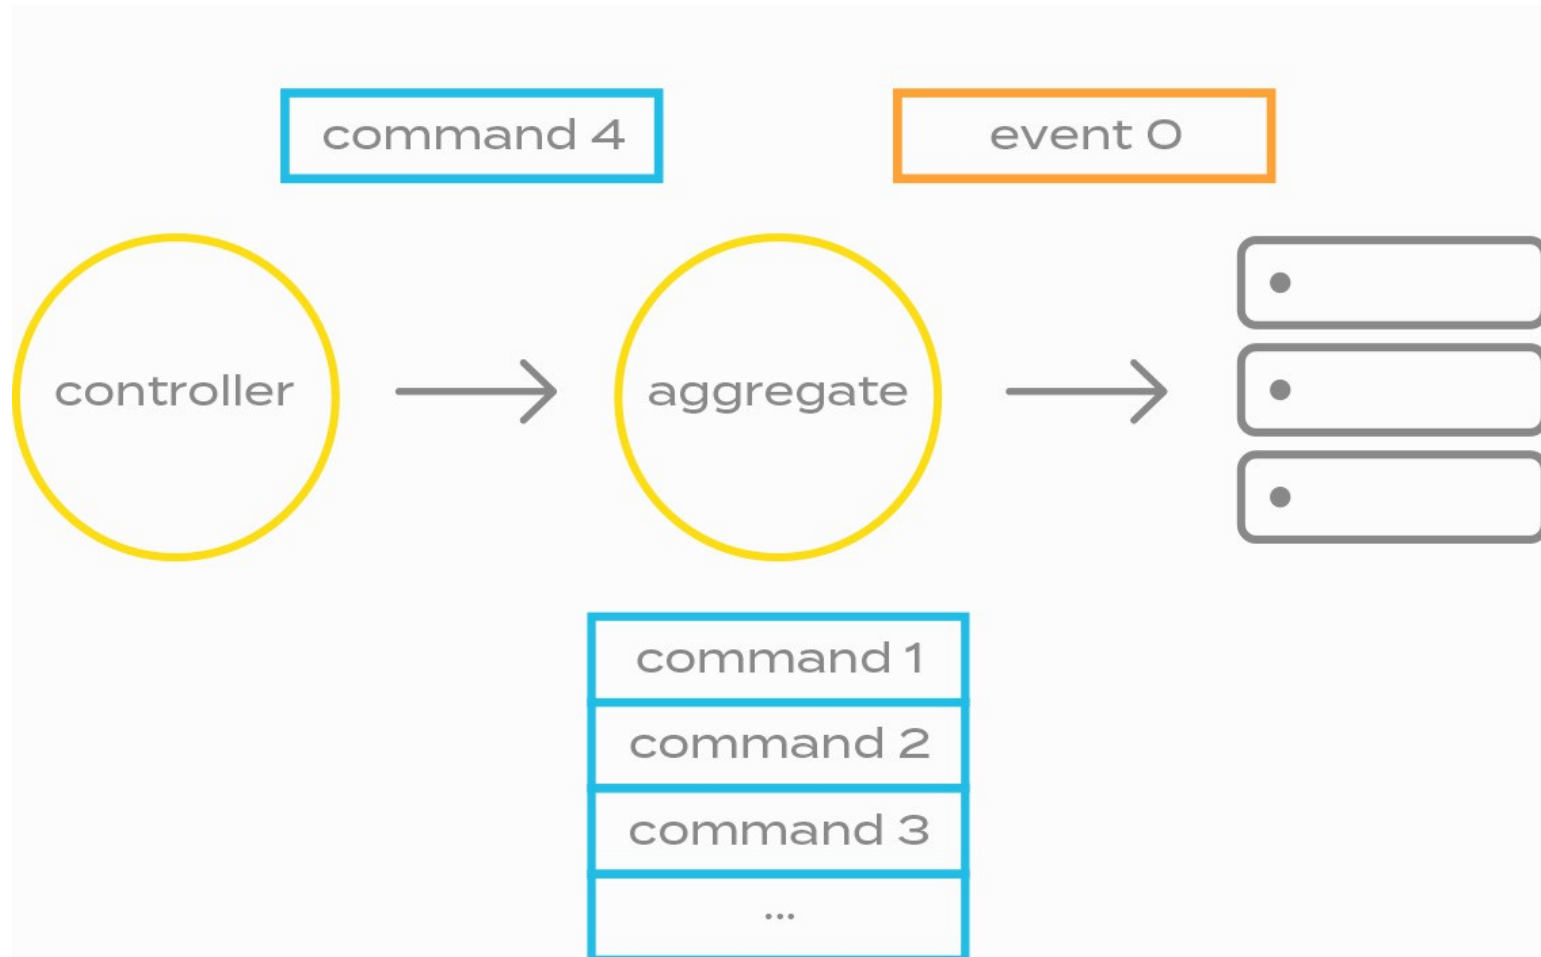 command 4
event 0
controller
aggregate
command 1
command 2
command 3
...